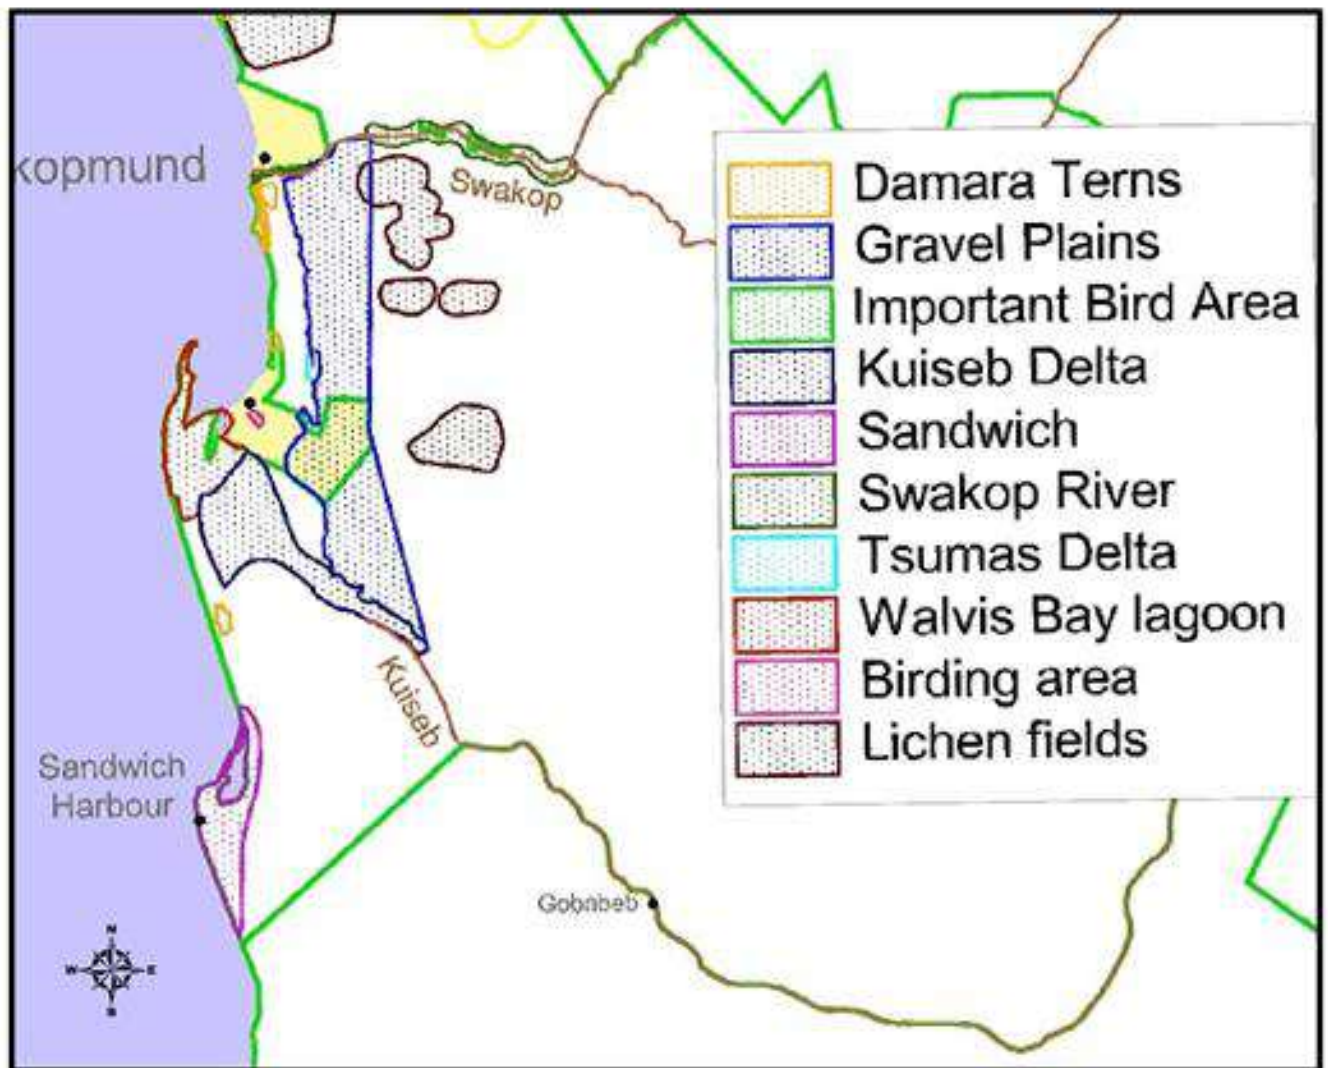 kopmund
Swakop
Damara Terns
Gravel Plains
Important Bird Area
Kuiseb Delta
Sandwich
Swakop River
Tsumas Delta
Walvis Bay lagoon
Birding area
Lichen fields
Kuiseb
Sandwich
Harbour
Gobabeb
N
W
E
S